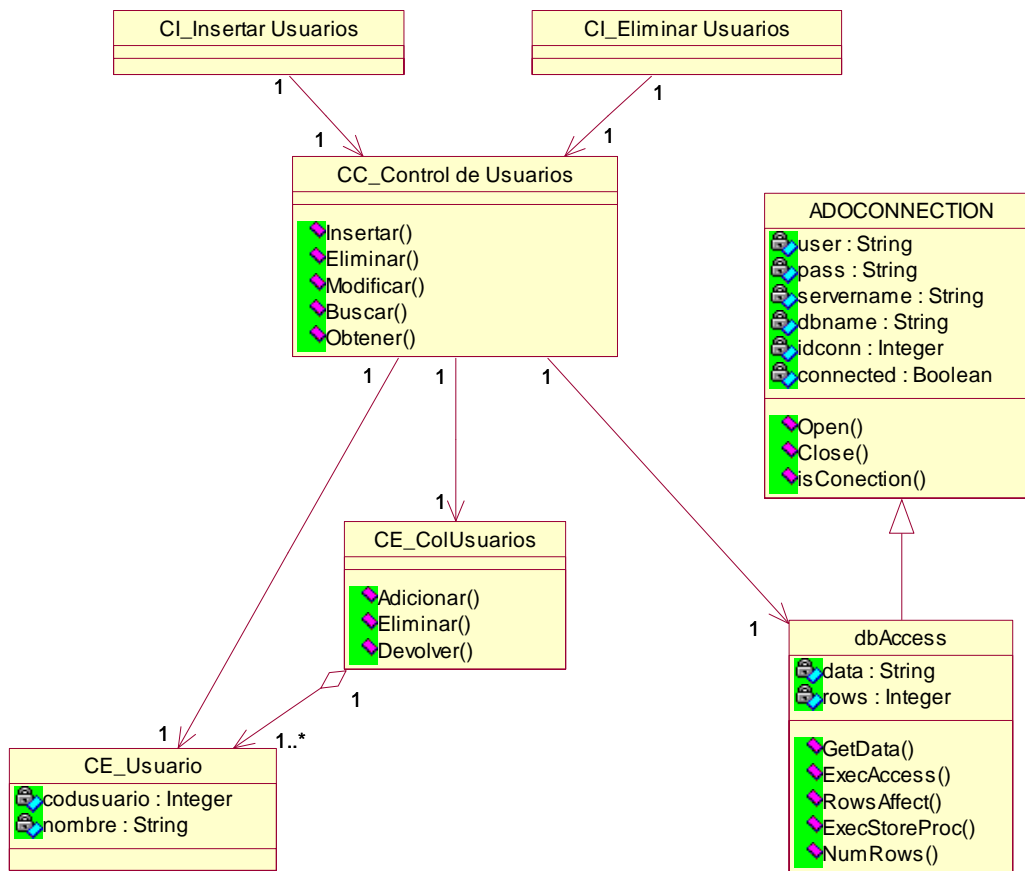 CI_Insertar Usuarios
CI_Eliminar Usuarios
1
1
1
1
CC_Control de Usuarios
Insertar()
Eliminar()
Modificar()
Buscar()
Obtener()
1
1
1
ADOCONNECTION
user : String
pass : String
servername : String
dbname : String
idconn : Integer
connected : Boolean
Open()
Close()
isConection()
1
CE_ColUsuarios
Adicionar()
Eliminar()
Devolver()
1
1
dbAccess
data : String
rows : Integer
GetData()
ExecAccess()
RowsAffect()
ExecStoreProc()
NumRows()
1
1..*
CE_Usuario
codusuario : Integer
nombre : String